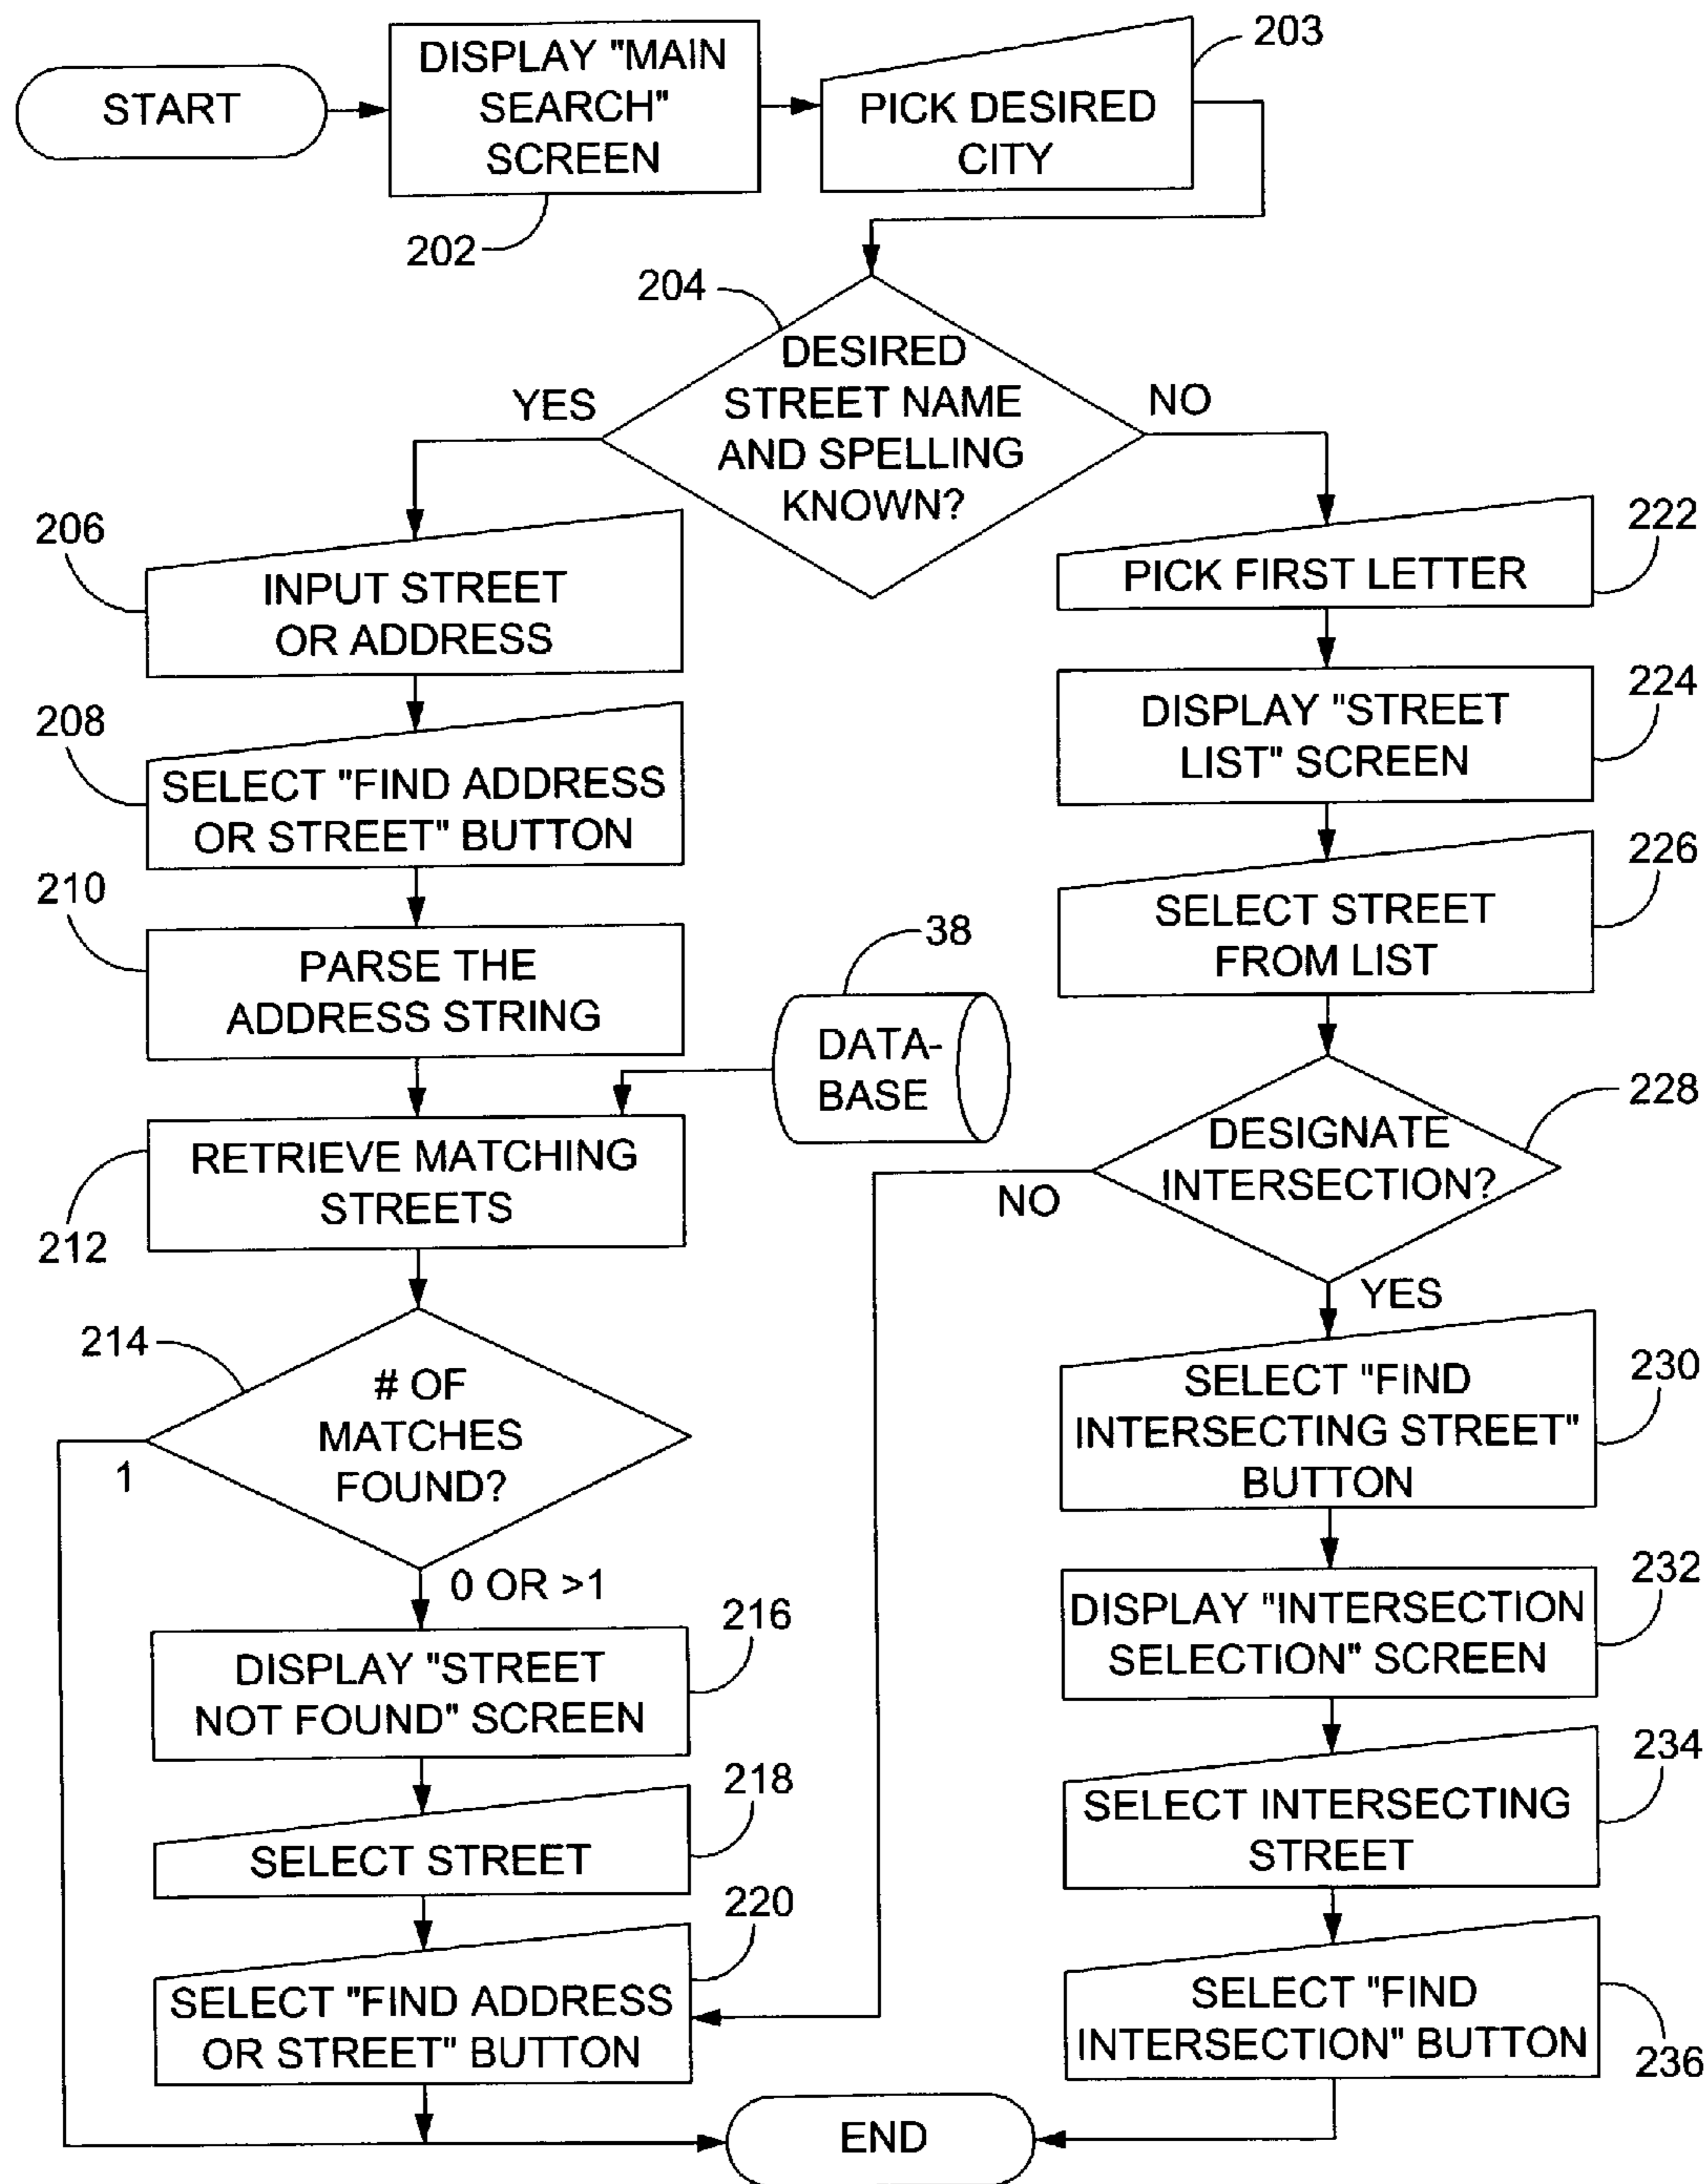 START
DISPLAY "MAIN
SEARCH"
SCREEN
202
PICK DESIRED
CITY
203
204
DESIRED
STREET NAME
AND SPELLING
KNOWN?
YES
NO
206
INPUT STREET
OR ADDRESS
208
SELECT "FIND ADDRESS
OR STREET" BUTTON
210
PARSE THE
ADDRESS STRING
38
DATA-
BASE
RETRIEVE MATCHING
STREETS
212
214
# OF
MATCHES
FOUND?
1
0 OR >1
216
DISPLAY "STREET
NOT FOUND" SCREEN
218
SELECT STREET
220
SELECT "FIND ADDRESS
OR STREET" BUTTON
222
PICK FIRST LETTER
224
DISPLAY "STREET
LIST" SCREEN
226
SELECT STREET
FROM LIST
228
DESIGNATE
INTERSECTION?
NO
YES
230
SELECT "FIND
INTERSECTING STREET"
BUTTON
232
DISPLAY "INTERSECTION
SELECTION" SCREEN
234
SELECT INTERSECTING
STREET
SELECT "FIND
INTERSECTION" BUTTON
236
END